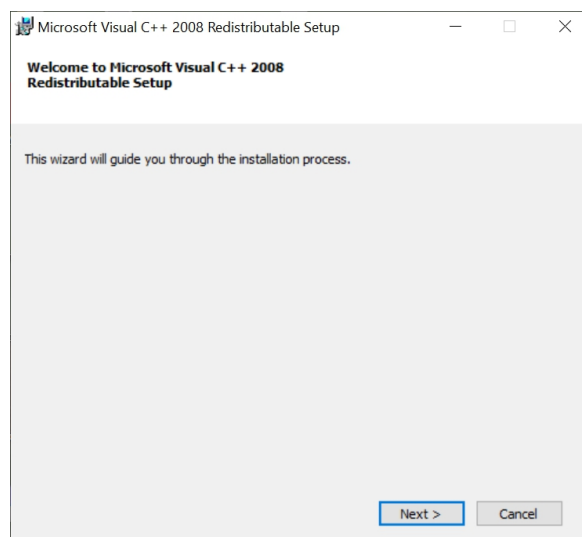 Microsoft Visual C++ 2008 Redistributable Setup
Welcome to Microsoft Visual C++ 2008
Redistributable Setup
This wizard will guide you through the installation process.
Next >
Cancel